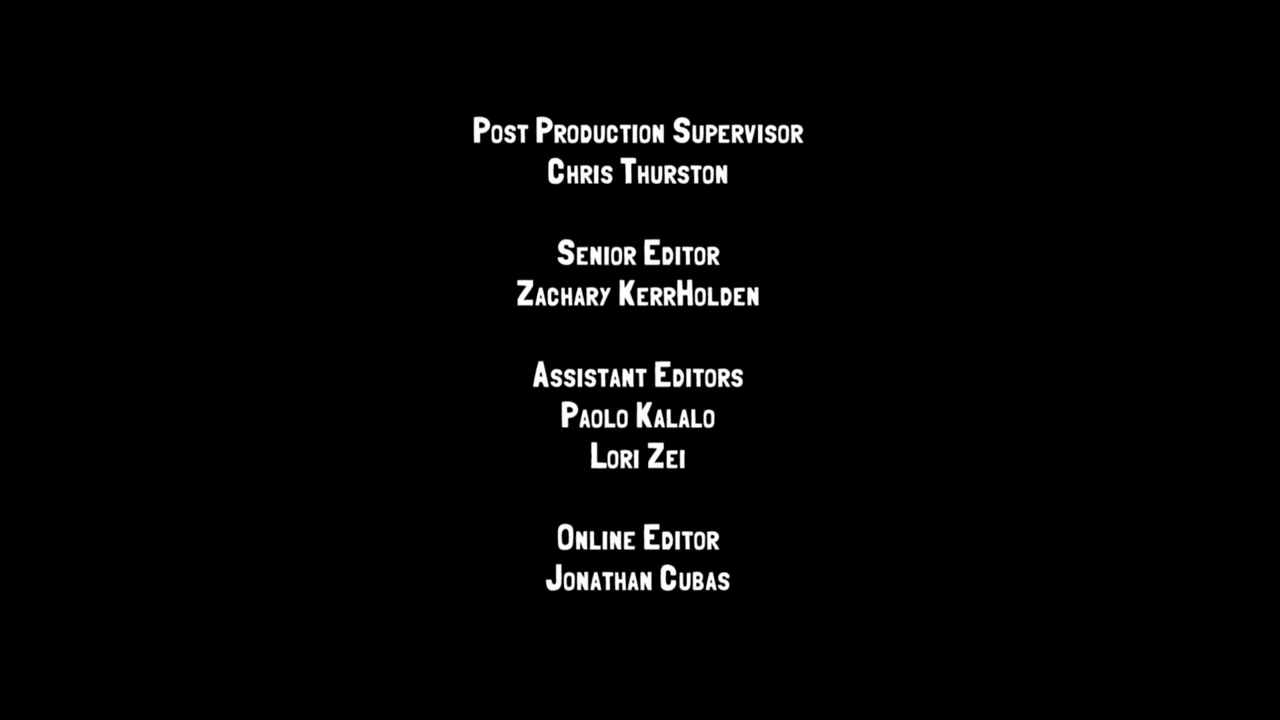 Post Production Supervisor
Chris Thurston
Senior Editor
Zachary KerrHolden
Assistant Editors
Paolo Kalalo
Lori Zei
Online Editor
Jonathan Cubas